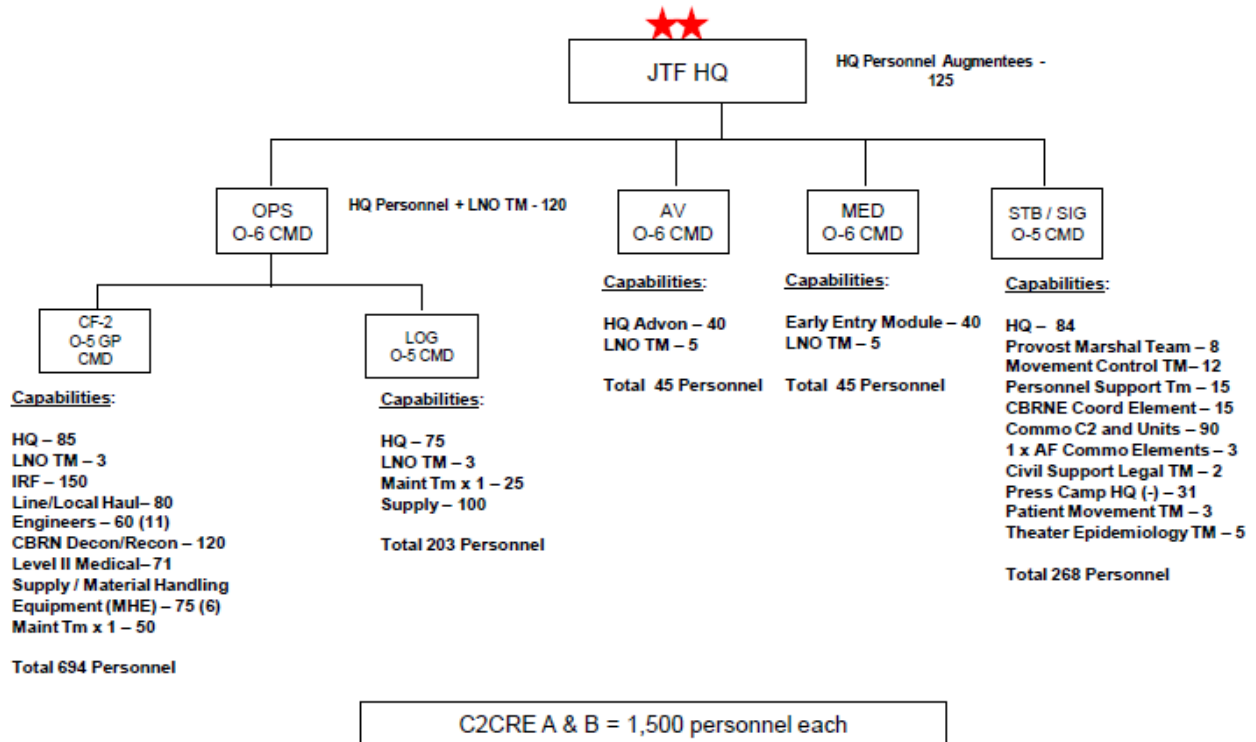 JTF HQ
HQ Personnel Augmentees -
125
OPS
O-6 CMD
HQ Personnel + LNO TM - 120
AV
O-6 CMD
MED
O-6 CMD
STB / SIG
O-5 CMD
CF-2
O-5 GP
CMD
LOG
O-5 CMD
Capabilities:
HQ – 85
LNO TM – 3
IRF – 150
Line/Local Haul– 80
Engineers – 60 (11)
CBRN Decon/Recon – 120
Level II Medical– 71
Supply / Material Handling
Equipment (MHE) – 75 (6)
Maint Tm x 1 – 50
Total 694 Personnel
Capabilities:
HQ – 75
LNO TM – 3
Maint Tm x 1 – 25
Supply – 100
Total 203 Personnel
Capabilities:
HQ Advon – 40
LNO TM – 5
Total 45 Personnel
Capabilities:
Early Entry Module – 40
LNO TM – 5
Total 45 Personnel
Capabilities:
HQ – 84
Provost Marshal Team – 8
Movement Control TM– 12
Personnel Support Tm – 15
CBRNE Coord Element – 15
Commo C2 and Units – 90
1 x AF Commo Elements – 3
Civil Support Legal TM – 2
Press Camp HQ (-) – 31
Patient Movement TM – 3
Theater Epidemiology TM – 5
Total 268 Personnel
C2CRE A & B = 1,500 personnel each